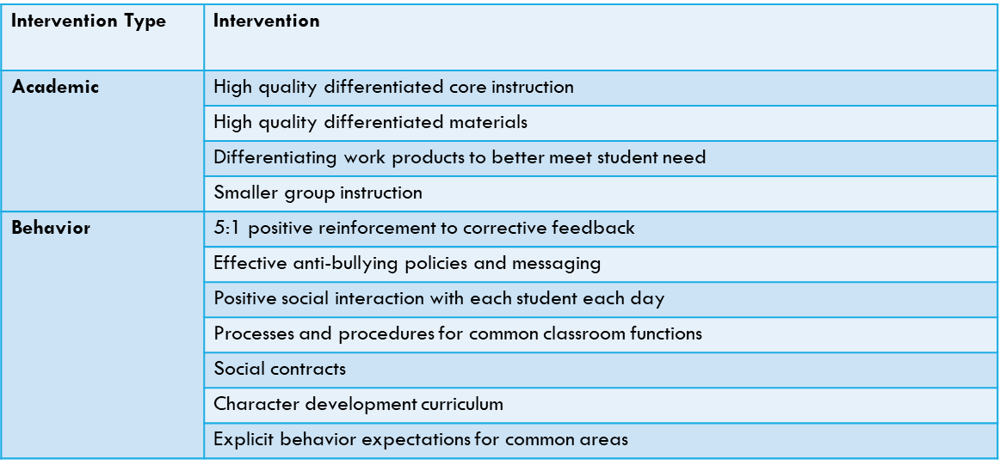 Intervention Type Intervention
Academic High quality differentiated core instruction
High quality differentiated materials
Differentiating work products to better meet student need
Smaller group instruction
Behavior 5:1 positive reinforcement to corrective feedback
Effective anti-bullying policies and messaging
Positive social interaction with each student each day
Processes and procedures for common classroom functions
Social contracts
Character development curriculum
Explicit behavior expectations for common areas